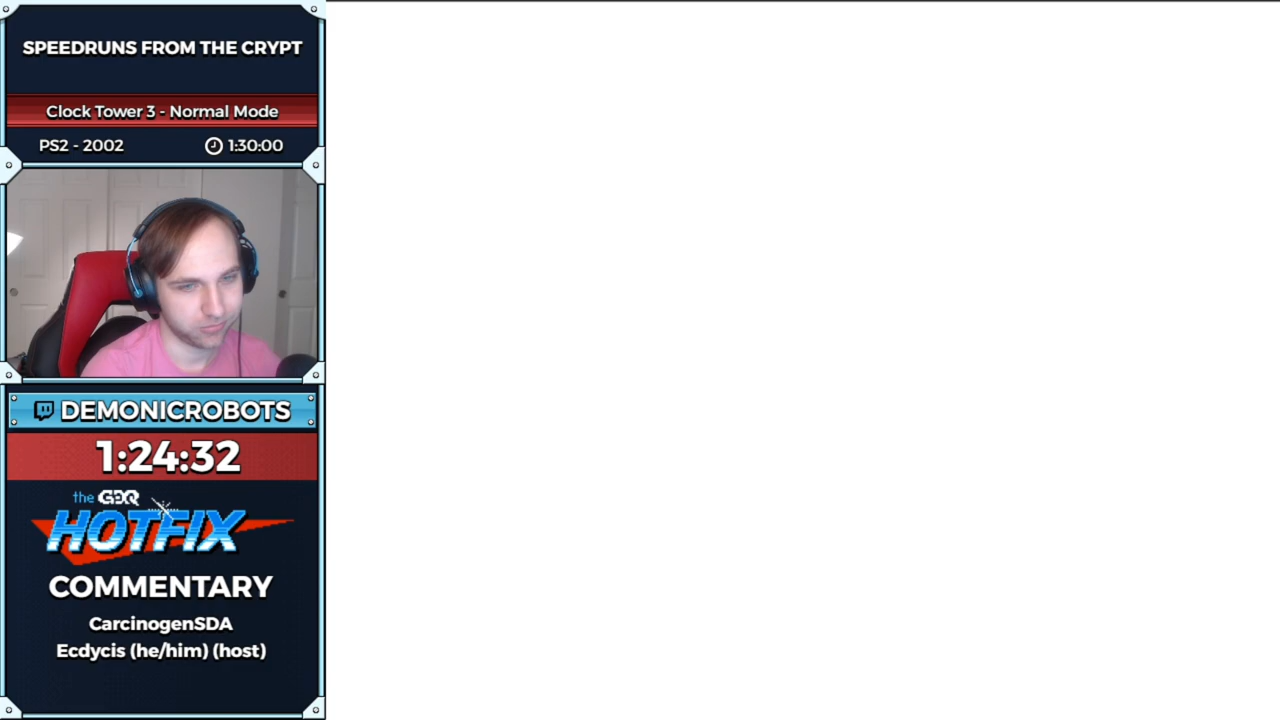 SPEEDRUNS FROM THE CRYPT
Clock Tower 3 - Normal Mode
PS2 - 2002 1:30:00
DEMONICROBOTS
1:24:32
the GDQ
HOTFIX
COMMENTARY
CarcinogenSDA
Ecdycis (he/him) (host)